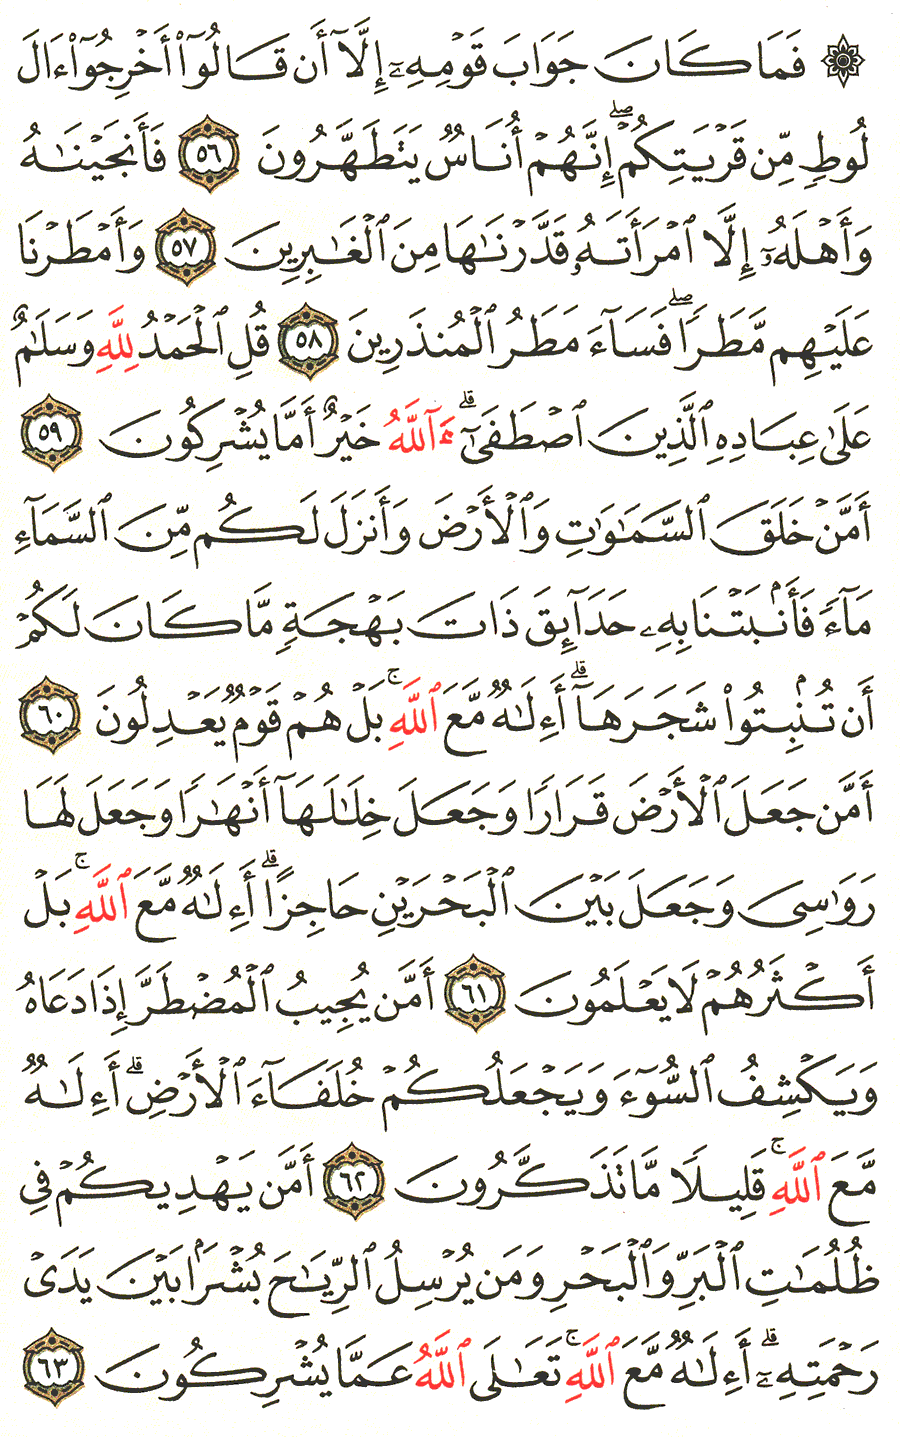 ۞ فَمَا كَانَ جَوَابَ قَوْمِهِۦٓ إِلَّآ أَن قَالُوٓا۟ أَخْرِجُوٓا۟ ءَالَ
لُوطٍ مِّن قَرْيَتِكُمْ ۖ إِنَّهُمْ أُنَاسٌ يَتَطَهَّرُونَ ٥٦ فَأَنجَيْنَـٰهُ
وَأَهْلَهُۥٓ إِلَّا ٱمْرَأَتَهُۥ قَدَّرْنَـٰهَا مِنَ ٱلْغَـٰبِرِينَ ٥٧ وَأَمْطَرْنَا
عَلَيْهِم مَّطَرًا ۖ فَسَآءَ مَطَرُ ٱلْمُنذَرِينَ ٥٨ قُلِ ٱلْحَمْدُ لِلَّهِ وَسَلَـٰمٌ
عَلَىٰ عِبَادِهِ ٱلَّذِينَ ٱصْطَفَىٰٓ ۗ ءَآللَّهُ خَيْرٌ أَمَّا يُشْرِكُونَ ٥٩
أَمَّنْ خَلَقَ ٱلسَّمَـٰوَٰتِ وَٱلْأَرْضَ وَأَنزَلَ لَكُم مِّنَ ٱلسَّمَآءِ
مَآءً فَأَنۢبَتْنَا بِهِۦ حَدَآئِقَ ذَاتَ بَهْجَةٍ مَّا كَانَ لَكُمْ
أَن تُنۢبِتُوا۟ شَجَرَهَآ ۗ أَءِلَـٰهٌ مَّعَ ٱللَّهِ ۚ بَلْ هُمْ قَوْمٌ يَعْدِلُونَ ٦٠
أَمَّن جَعَلَ ٱلْأَرْضَ قَرَارًا وَجَعَلَ خِلَـٰلَهَآ أَنْهَـٰرًا وَجَعَلَ لَهَا
رَوَٰسِىَ وَجَعَلَ بَيْنَ ٱلْبَحْرَيْنِ حَاجِزًا ۗ أَءِلَـٰهٌ مَّعَ ٱللَّهِ ۚ بَلْ
أَكْثَرُهُمْ لَا يَعْلَمُونَ ٦١ أَمَّن يُجِيبُ ٱلْمُضْطَرَّ إِذَا دَعَاهُ
وَيَكْشِفُ ٱلسُّوٓءَ وَيَجْعَلُكُمْ خُلَفَآءَ ٱلْأَرْضِ ۗ أَءِلَـٰهٌ
مَّعَ ٱللَّهِ ۚ قَلِيلًا مَّا تَذَكَّرُونَ ٦٢ أَمَّن يَهْدِيكُمْ فِى
ظُلُمَـٰتِ ٱلْبَرِّ وَٱلْبَحْرِ وَمَن يُرْسِلُ ٱلرِّيَـٰحَ بُشْرًۢا بَيْنَ يَدَىْ
رَحْمَتِهِۦٓ ۗ أَءِلَـٰهٌ مَّعَ ٱللَّهِ ۚ تَعَـٰلَى ٱللَّهُ عَمَّا يُشْرِكُونَ ٦٣